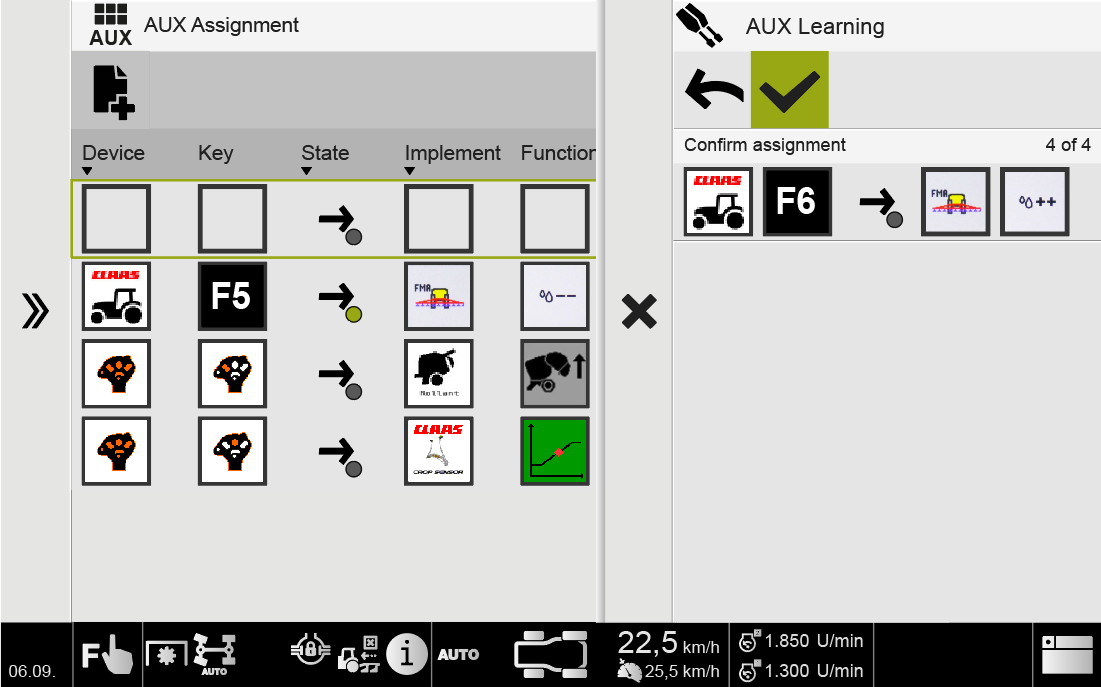 AUX
AUX Assignment
AUX Learning
Device
Key
State
Implement
Function
Confirm assignment
4 of 4
CLAAS
F6
FMA
++
CLAAS
F5
FMA
--
Rollant
CLAAS
CROP SENSOR
06.09.
F
AUTO
i
AUTO
22,5 km/h
25,5 km/h
2
1.850 U/min
1.300 U/min